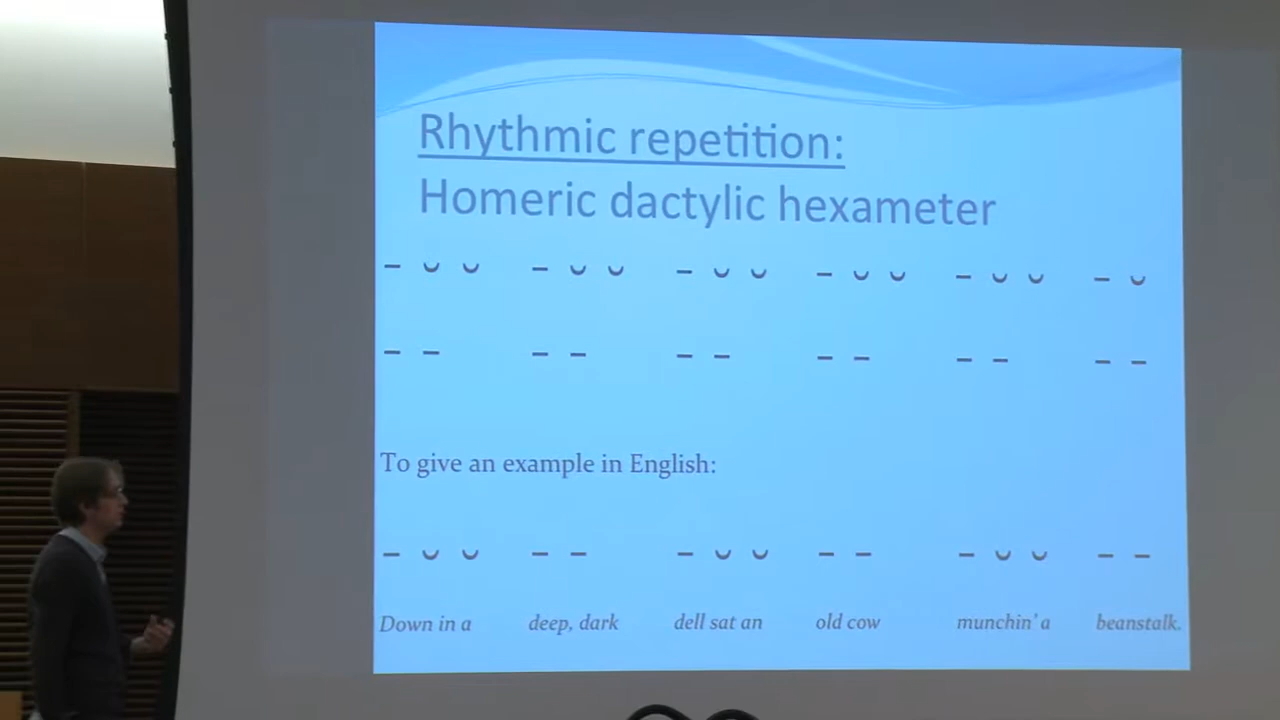 Rhythmic repetition:
Homeric dactylic hexameter
– ⏑ ⏑ – ⏑ ⏑ – ⏑ ⏑ – ⏑ ⏑ – ⏑ ⏑ – ⏑
– – – – – – – – – – – –
To give an example in English:
– ⏑ ⏑ – – – ⏑ ⏑ – – – ⏑ ⏑ – –
Down in a deep, dark dell sat an old cow munchin' a beanstalk.